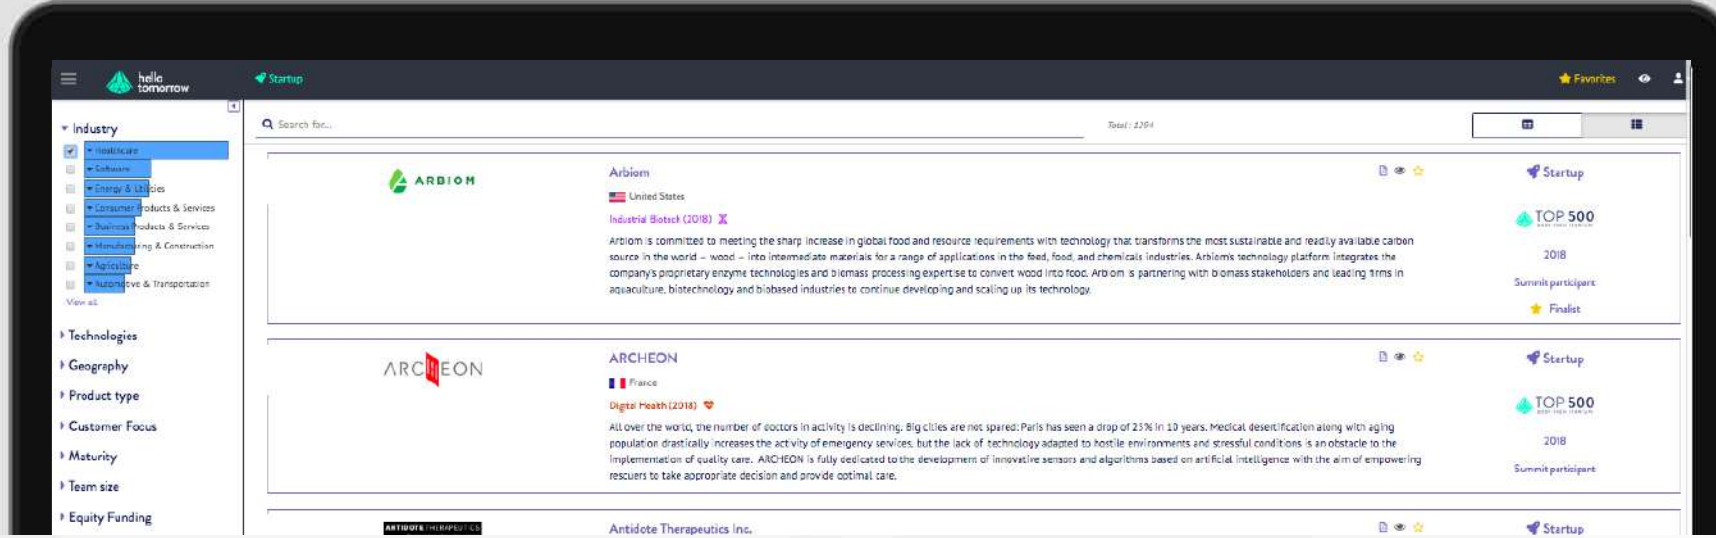 hello
tomorrow
Startup
Favorites
Industry
Healthcare
Software
Energy & Utilities
Consumer Products & Services
Business Products & Services
Manufacturing & Construction
Agriculture
Automotive & Transportation
View all
Technologies
Geography
Product type
Customer Focus
Maturity
Team size
Equity Funding
Search for...
Total :
ARBIOM
Arbiom
United States
Industrial Biotech (2018)
Arbiom is committed to meeting the sharp increase in global food and resource requirements with technology that transforms the most sustainable and readily available carbon
source in the world – wood – into intermediate materials for a range of applications in the feed, food, and chemicals industries. Arbiom's technology platform integrates the
company's proprietary enzyme technologies and biomass processing expertise to convert wood into food. Arbiom is partnering with biomass stakeholders and leading firms in
aquaculture, biotechnology and biobased industries to continue developing and scaling up its technology.
Startup
TOP 500
2018
Summit participant
Finalist
ARCHEON
ARCHEON
France
Digital Health (2018)
All over the world, the number of doctors in activity is declining. Big cities are not spared: Paris has seen a drop of 25% in 10 years. Medical desertification along with aging
population drastically increases the activity of emergency services, but the lack of technology adapted to hostile environments and stressful conditions is an obstacle to the
implementation of quality care. ARCHEON is fully dedicated to the development of innovative sensors and algorithms based on artificial intelligence with the aim of empowering
rescuers to take appropriate decision and provide optimal care.
Startup
TOP 500
2018
Summit participant
ANTIDOTE THERAPEUTICS
Antidote Therapeutics Inc.
Startup